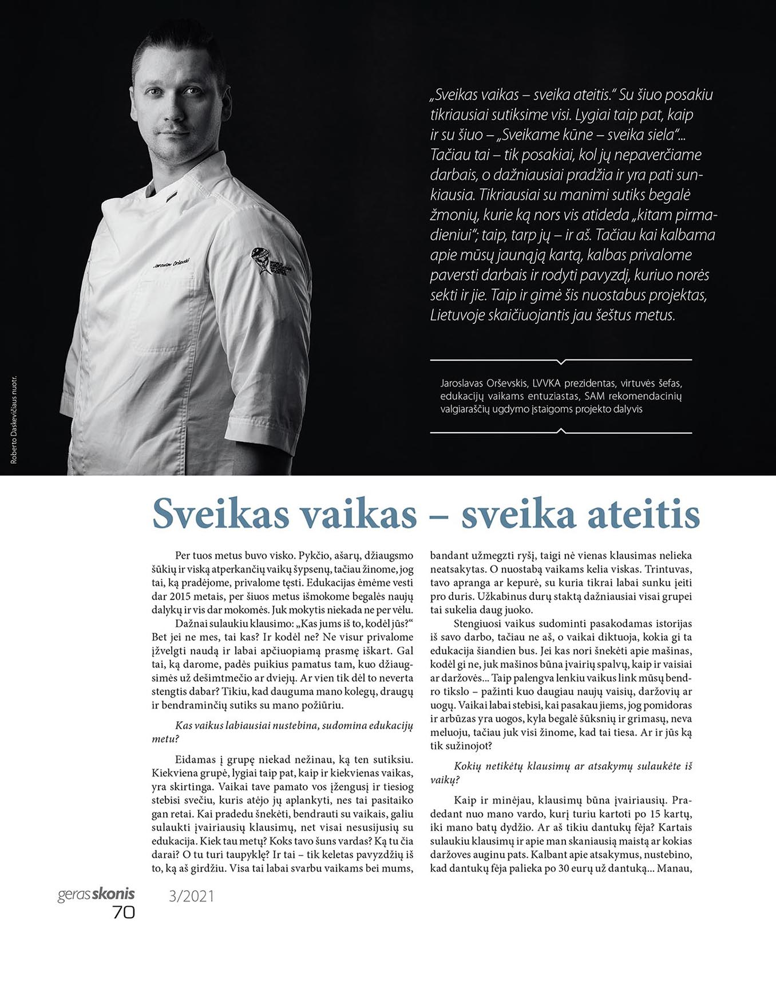 „Sveikas vaikas – sveika ateitis.“ Su šiuo posakiu
tikriausiai sutiksime visi. Lygiai taip pat, kaip
ir su šiuo – „Sveikame kūne – sveika siela“...
Tačiau tai – tik posakiai, kol jų nepaverčiame
darbais, o dažniausiai pradžia ir yra pati sun-
kiausia. Tikriausiai su manimi sutiks begalė
žmonių, kurie ką nors vis atideda „kitam pirma-
dieniui“; taip, tarp jų – ir aš. Tačiau kai kalbama
apie mūsų jaunąją kartą, kalbas privalome
paversti darbais ir rodyti pavyzdį, kuriuo norės
sekti ir jie. Taip ir gimė šis nuostabus projektas,
Lietuvoje skaičiuojantis jau šeštus metus.
Jaroslavas Orševskis, LVVKA prezidentas, virtuvės šefas,
edukacijų vaikams entuziastas, SAM rekomendacinių
valgiaraščių ugdymo įstaigoms projekto dalyvis
Jaroslav Orševski
WORLD
ASSOCIATION
OF CHEFS
SOCIETIES
Roberto Daskevičiaus nuotr.
Sveikas vaikas – sveika ateitis
Per tuos metus buvo visko. Pykčio, ašarų, džiaugsmo
šūkių ir viską atperkančių vaikų šypsenų, tačiau žinome, jog
tai, ką pradėjome, privalome tęsti. Edukacijas ėmėme vesti
dar 2015 metais, per šiuos metus išmokome begalės naujų
dalykų ir vis dar mokomės. Juk mokytis niekada ne per vėlu.
Dažnai sulaukiu klausimo: „Kas jums iš to, kodėl jūs?“
Bet jei ne mes, tai kas? Ir kodėl ne? Ne visur privalome
įžvelgti naudą ir labai apčiuopiamą prasmę iškart. Gal
tai, ką darome, padės puikius pamatus tam, kuo džiaug-
simės už dešimtmečio ar dviejų. Ar vien tik dėl to neverta
stengtis dabar? Tikiu, kad dauguma mano kolegų, draugų
ir bendraminčių sutiks su mano požiūriu.
Kas vaikus labiausiai nustebina, sudomina edukacijų
metu?
Eidamas į grupę niekad nežinau, ką ten sutiksiu.
Kiekviena grupė, lygiai taip pat, kaip ir kiekvienas vaikas,
yra skirtinga. Vaikai tave pamato vos įžengusį ir tiesiog
stebisi svečiu, kuris atėjo jų aplankyti, nes tai pasitaiko
gan retai. Kai pradedu šnekėti, bendrauti su vaikais, galiu
sulaukti įvairiausių klausimų, net visai nesusijusių su
edukacija. Kiek tau metų? Koks tavo šuns vardas? Ką tu čia
darai? O tu turi taupyklę? Ir tai – tik keletas pavyzdžių iš
to, ką aš girdžiu. Visa tai labai svarbu vaikams bei mums,
bandant užmegzti ryšį, taigi nė vienas klausimas nelieka
neatsakytas. O nuostabą vaikams kelia viskas. Trintuvas,
tavo apranga ar kepurė, su kuria tikrai labai sunku įeiti
pro duris. Užkabinus durų staktą dažniausiai visai grupei
tai sukelia daug juoko.
Stengiuosi vaikus sudominti pasakodamas istorijas
iš savo darbo, tačiau ne aš, o vaikai diktuoja, kokia gi ta
edukacija šiandien bus. Jei kas nori šnekėti apie mašinas,
kodėl gi ne, juk mašinos būna įvairių spalvų, kaip ir vaisiai
ar daržovės... Taip palengva lenkiu vaikus link mūsų bend-
ro tikslo – pažinti kuo daugiau naujų vaisių, daržovių ar
uogų. Vaikai labai stebisi, kai pasakau jiems, jog pomidoras
ir arbūzas yra uogos, kyla begalė šūksnių ir grimasų, neva
meluoju, tačiau juk visi žinome, kad tai tiesa. Ar ir jūs ką
tik sužinojot?
Kokių netikėtų klausimų ar atsakymų sulaukėte iš
vaikų?
Kaip ir minėjau, klausimų būna įvairiausių. Pra-
dedant nuo mano vardo, kurį turiu kartoti po 15 kartų,
iki mano batų dydžio. Ar aš tikiu dantukų fėja? Kartais
sulaukiu klausimų ir apie man skaniausią maistą ar kokias
daržoves auginu pats. Kalbant apie atsakymus, nustebino,
kad dantukų fėja palieka po 30 eurų už dantuką... Manau,
geras skonis 3/2021
70